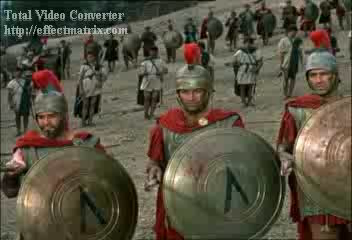 Total Video Converter
http://effectmatrix.com
Λ Λ